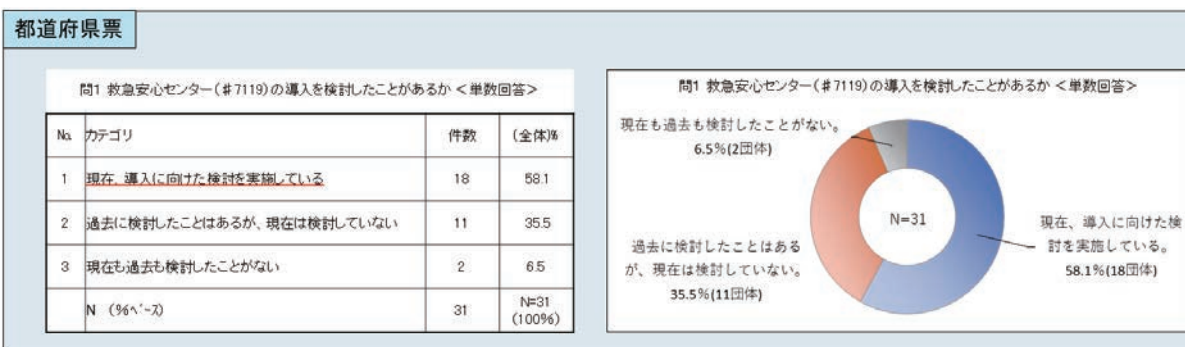 都道府県票
問1 救急安心センター(#7119)の導入を検討したことがあるか <単数回答>
No. カテゴリ 件数 (全体)%
1 現在、導入に向けた検討を実施している 18 58.1
2 過去に検討したことはあるが、現在は検討していない 11 35.5
3 現在も過去も検討したことがない 2 6.5
N (%ベース) 31 N=31
(100%)
問1 救急安心センター(#7119)の導入を検討したことがあるか <単数回答>
現在も過去も検討したことがない。
6.5%(2団体)
N=31
過去に検討したことはある
が、現在は検討していない。
35.5%(11団体)
現在、導入に向けた検
討を実施している。
58.1%(18団体)